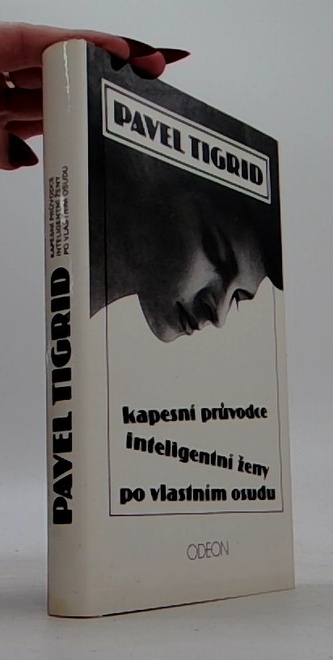 PAVEL TIGRID
kapesní průvodce
inteligentní ženy
po vlastním osudu
ODEON
PAVEL TIGRID
KAPESNÍ PRŮVODCE
INTELIGENTNÍ ŽENY
PO VLASTNÍM OSUDU